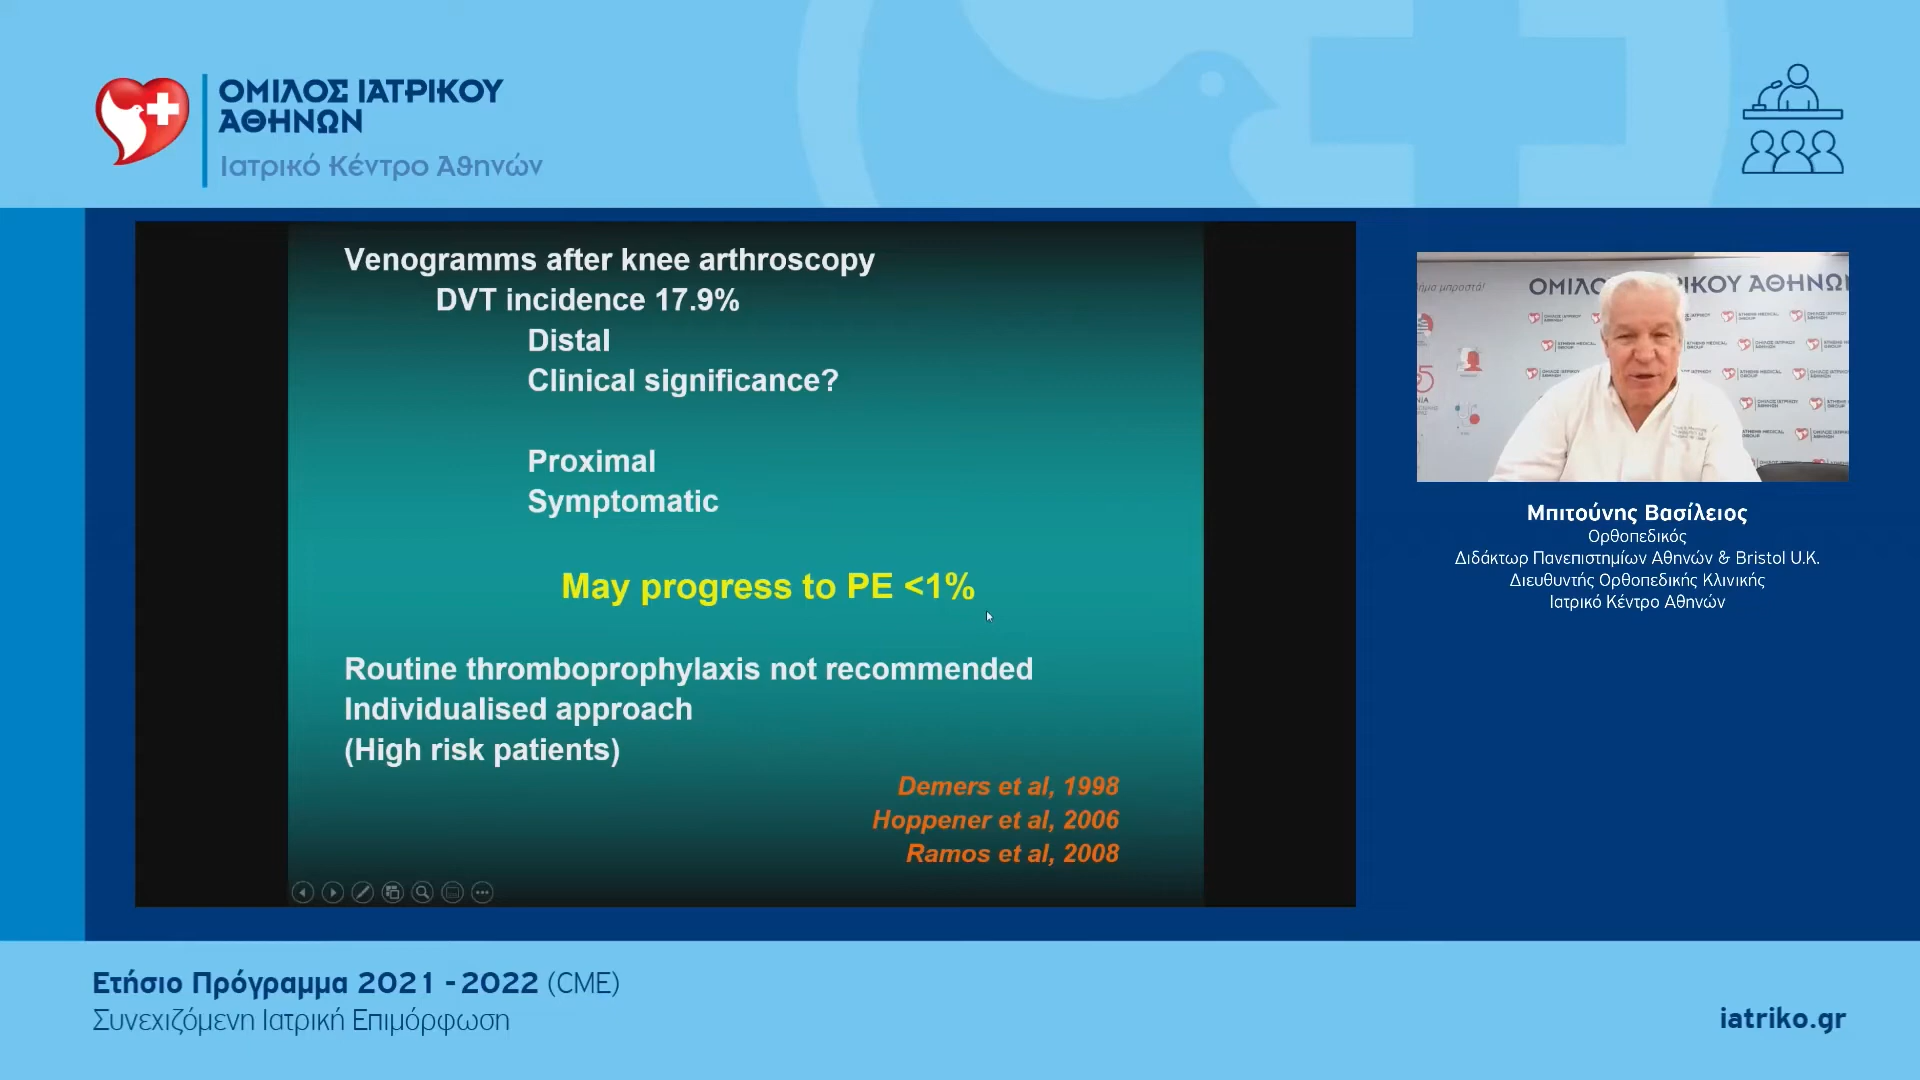 ΟΜΙΛΟΣ ΙΑΤΡΙΚΟΥ
ΑΘΗΝΩΝ
Ιατρικό Κέντρο Αθηνών
Venogramms after knee arthroscopy
DVT incidence 17.9%
Distal
Clinical significance?
Proximal
Symptomatic
May progress to PE <1%
Routine thromboprophylaxis not recommended
Individualised approach
(High risk patients)
Demers et al, 1998
Hoppener et al, 2006
Ramos et al, 2008
μπροστά!
Μπιτούνης Βασίλειος
Ορθοπεδικός
Διδάκτωρ Πανεπιστημίων Αθηνών & Bristol U.K.
Διευθυντής Ορθοπεδικής Κλινικής
Ιατρικό Κέντρο Αθηνών
Ετήσιο Πρόγραμμα 2021 - 2022 (CME)
Συνεχιζόμενη Ιατρική Επιμόρφωση
iatriko.gr